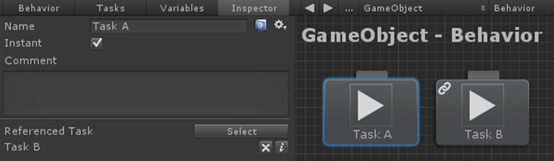 Behavior Tasks Variables Inspector
Name Task A
Instant
Comment
Referenced Task Select
Task B
... GameObject Behavior
GameObject - Behavior
Task A Task B